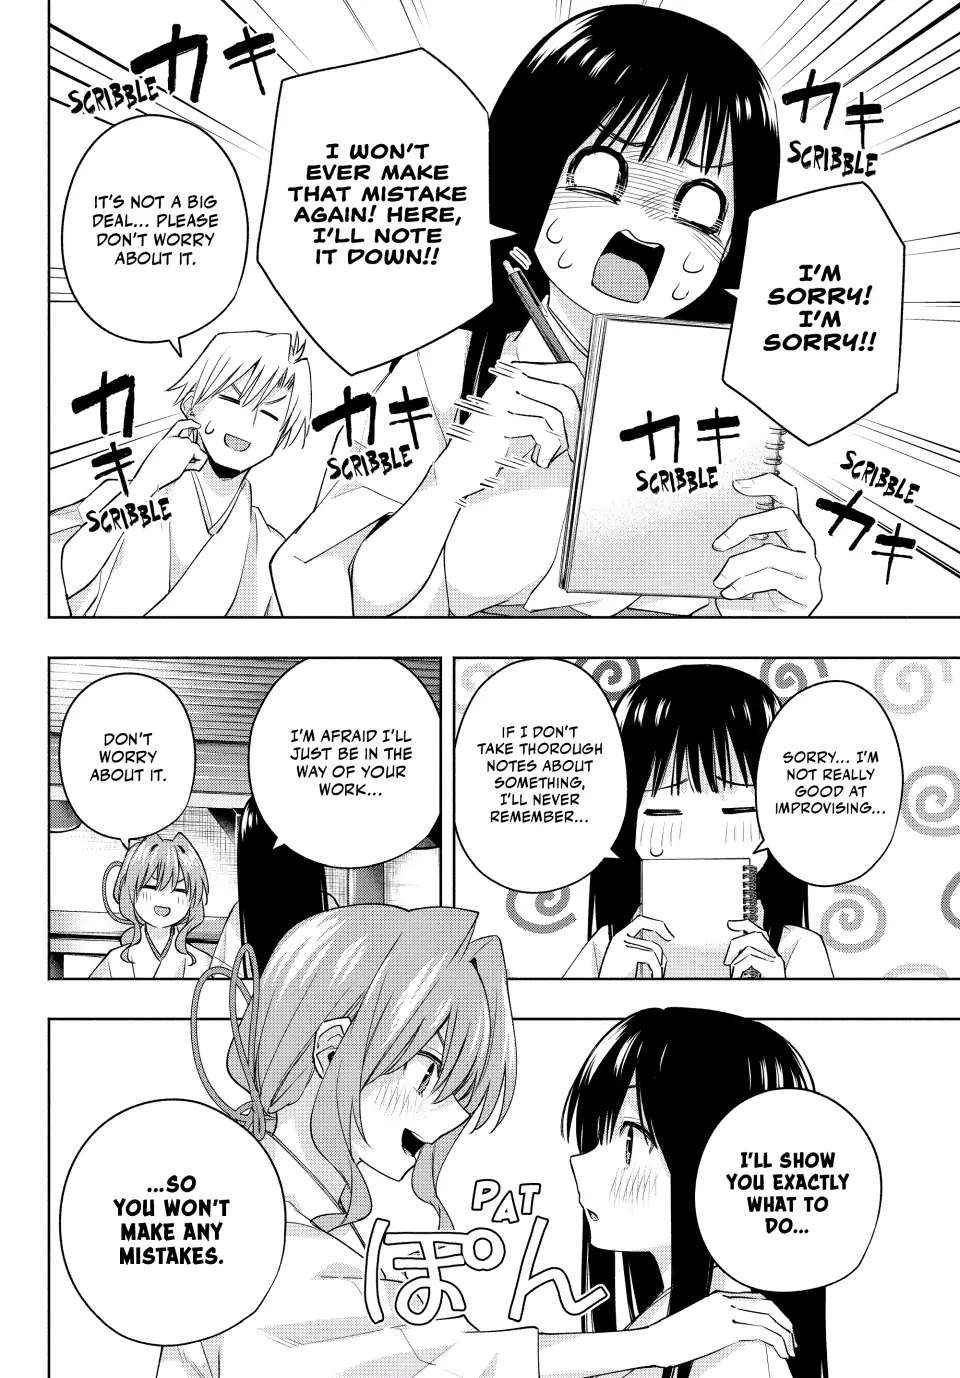 I'M
SORRY!
I'M
SORRY!!
カキ
SCRIBBLE
I WON'T
EVER MAKE
THAT MISTAKE
AGAIN! HERE,
I'LL NOTE
IT DOWN!!
カキ
SCRIBBLE
IT'S NOT A BIG
DEAL... PLEASE
DON'T WORRY
ABOUT IT.
SCRIBBLE
カキ
カキ
SCRIBBLE
カキ
SCRIBBLE
カキ
SCRIBBLE
SORRY... I'M
NOT REALLY
GOOD AT
IMPROVISING...
IF I DON'T
TAKE THOROUGH
NOTES ABOUT
SOMETHING,
I'LL NEVER
REMEMBER...
I'M AFRAID I'LL
JUST BE IN THE
WAY OF YOUR
WORK...
DON'T
WORRY
ABOUT IT.
I'LL SHOW
YOU EXACTLY
WHAT TO
DO...
PAT
ぽん
...SO
YOU WON'T
MAKE ANY
MISTAKES.